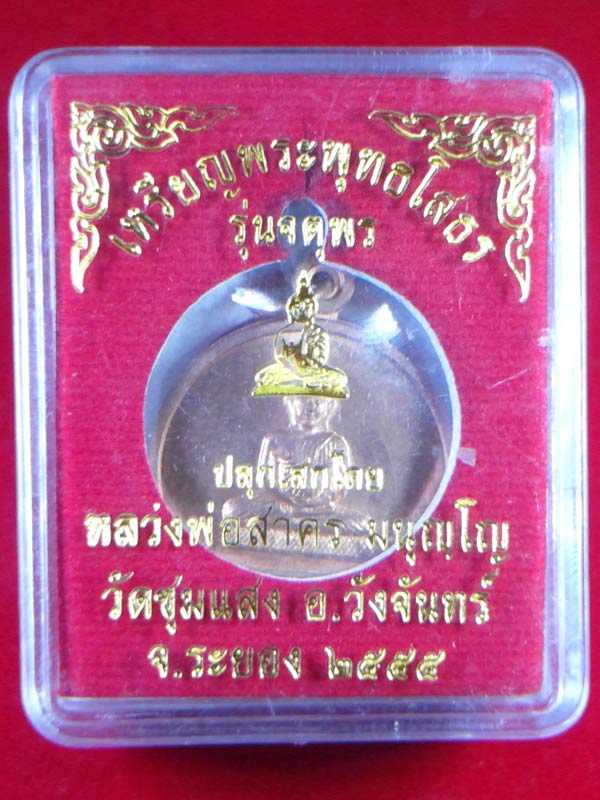 เหรียญพระพุทธโสธร
รุ่นจตุพร
ปลุกเสกโดย
หลวงพ่อสาคร มนุญฺโญ
วัดชุมแสง อ.วังจันทร์
จ.ระยอง ๒๕๕๕